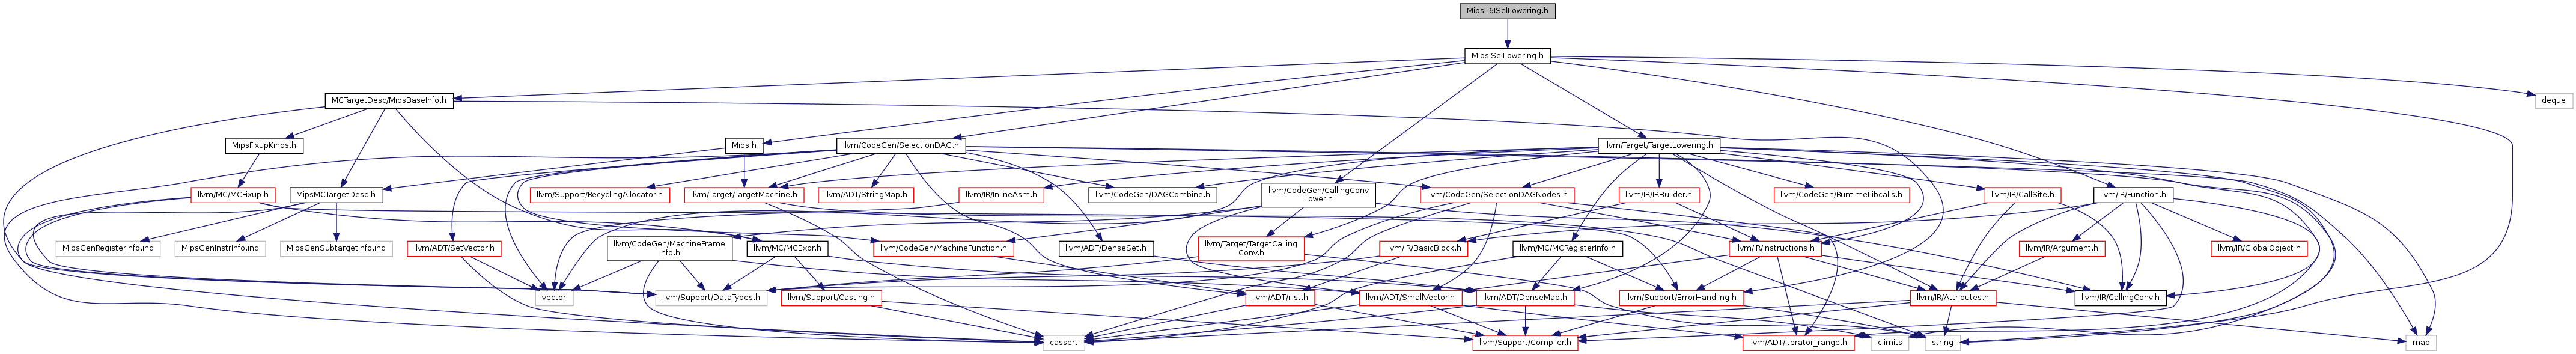 Mips16ISelLowering.h
MipsISelLowering.h
MCTargetDesc/MipsBaseInfo.h
deque
MipsFixupKinds.h
Mips.h
llvm/CodeGen/SelectionDAG.h
llvm/Target/TargetLowering.h
llvm/MC/MCFixup.h
MipsMCTargetDesc.h
llvm/Support/RecyclingAllocator.h
llvm/Target/TargetMachine.h
llvm/ADT/StringMap.h
llvm/IR/InlineAsm.h
llvm/CodeGen/DAGCombine.h
llvm/CodeGen/CallingConv
Lower.h
llvm/CodeGen/SelectionDAGNodes.h
llvm/IR/IRBuilder.h
llvm/CodeGen/RuntimeLibcalls.h
llvm/IR/CallSite.h
llvm/IR/Function.h
MipsGenRegisterInfo.inc
MipsGenInstrInfo.inc
MipsGenSubtargetInfo.inc
llvm/ADT/SetVector.h
llvm/CodeGen/MachineFrame
Info.h
llvm/MC/MCExpr.h
llvm/CodeGen/MachineFunction.h
llvm/ADT/DenseSet.h
llvm/Target/TargetCalling
Conv.h
llvm/IR/BasicBlock.h
llvm/MC/MCRegisterInfo.h
llvm/IR/Instructions.h
llvm/IR/Argument.h
llvm/IR/GlobalObject.h
vector
llvm/Support/DataTypes.h
llvm/Support/Casting.h
llvm/ADT/ilist.h
llvm/ADT/SmallVector.h
llvm/ADT/DenseMap.h
llvm/Support/ErrorHandling.h
llvm/IR/Attributes.h
llvm/IR/CallingConv.h
cassert
llvm/Support/Compiler.h
llvm/ADT/iterator_range.h
climits
string
map